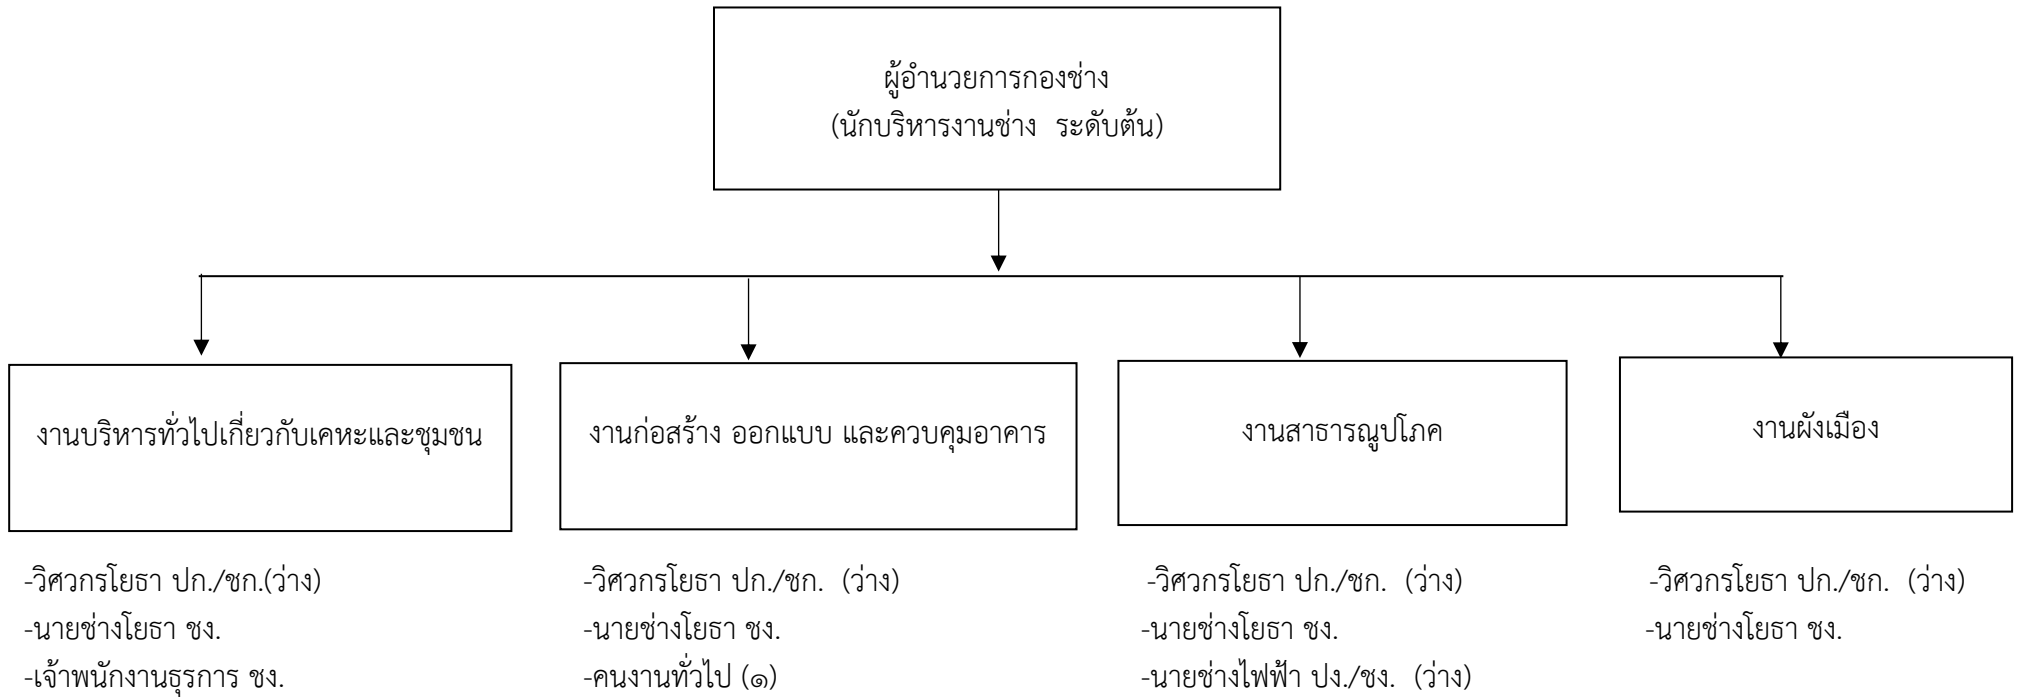 ผู้อำนวยการกองช่าง
(นักบริหารงานช่าง ระดับต้น)
งานบริหารทั่วไปเกี่ยวกับเคหะและชุมชน
งานก่อสร้าง ออกแบบ และควบคุมอาคาร
งานสาธารณูปโภค
งานผังเมือง
-วิศวกรโยธา ปก./ชก.(ว่าง)
-นายช่างโยธา ชง.
-เจ้าพนักงานธุรการ ชง.
-วิศวกรโยธา ปก./ชก. (ว่าง)
-นายช่างโยธา ชง.
-คนงานทั่วไป (๑)
-วิศวกรโยธา ปก./ชก. (ว่าง)
-นายช่างโยธา ชง.
-นายช่างไฟฟ้า ปง./ชง. (ว่าง)
-วิศวกรโยธา ปก./ชก. (ว่าง)
-นายช่างโยธา ชง.